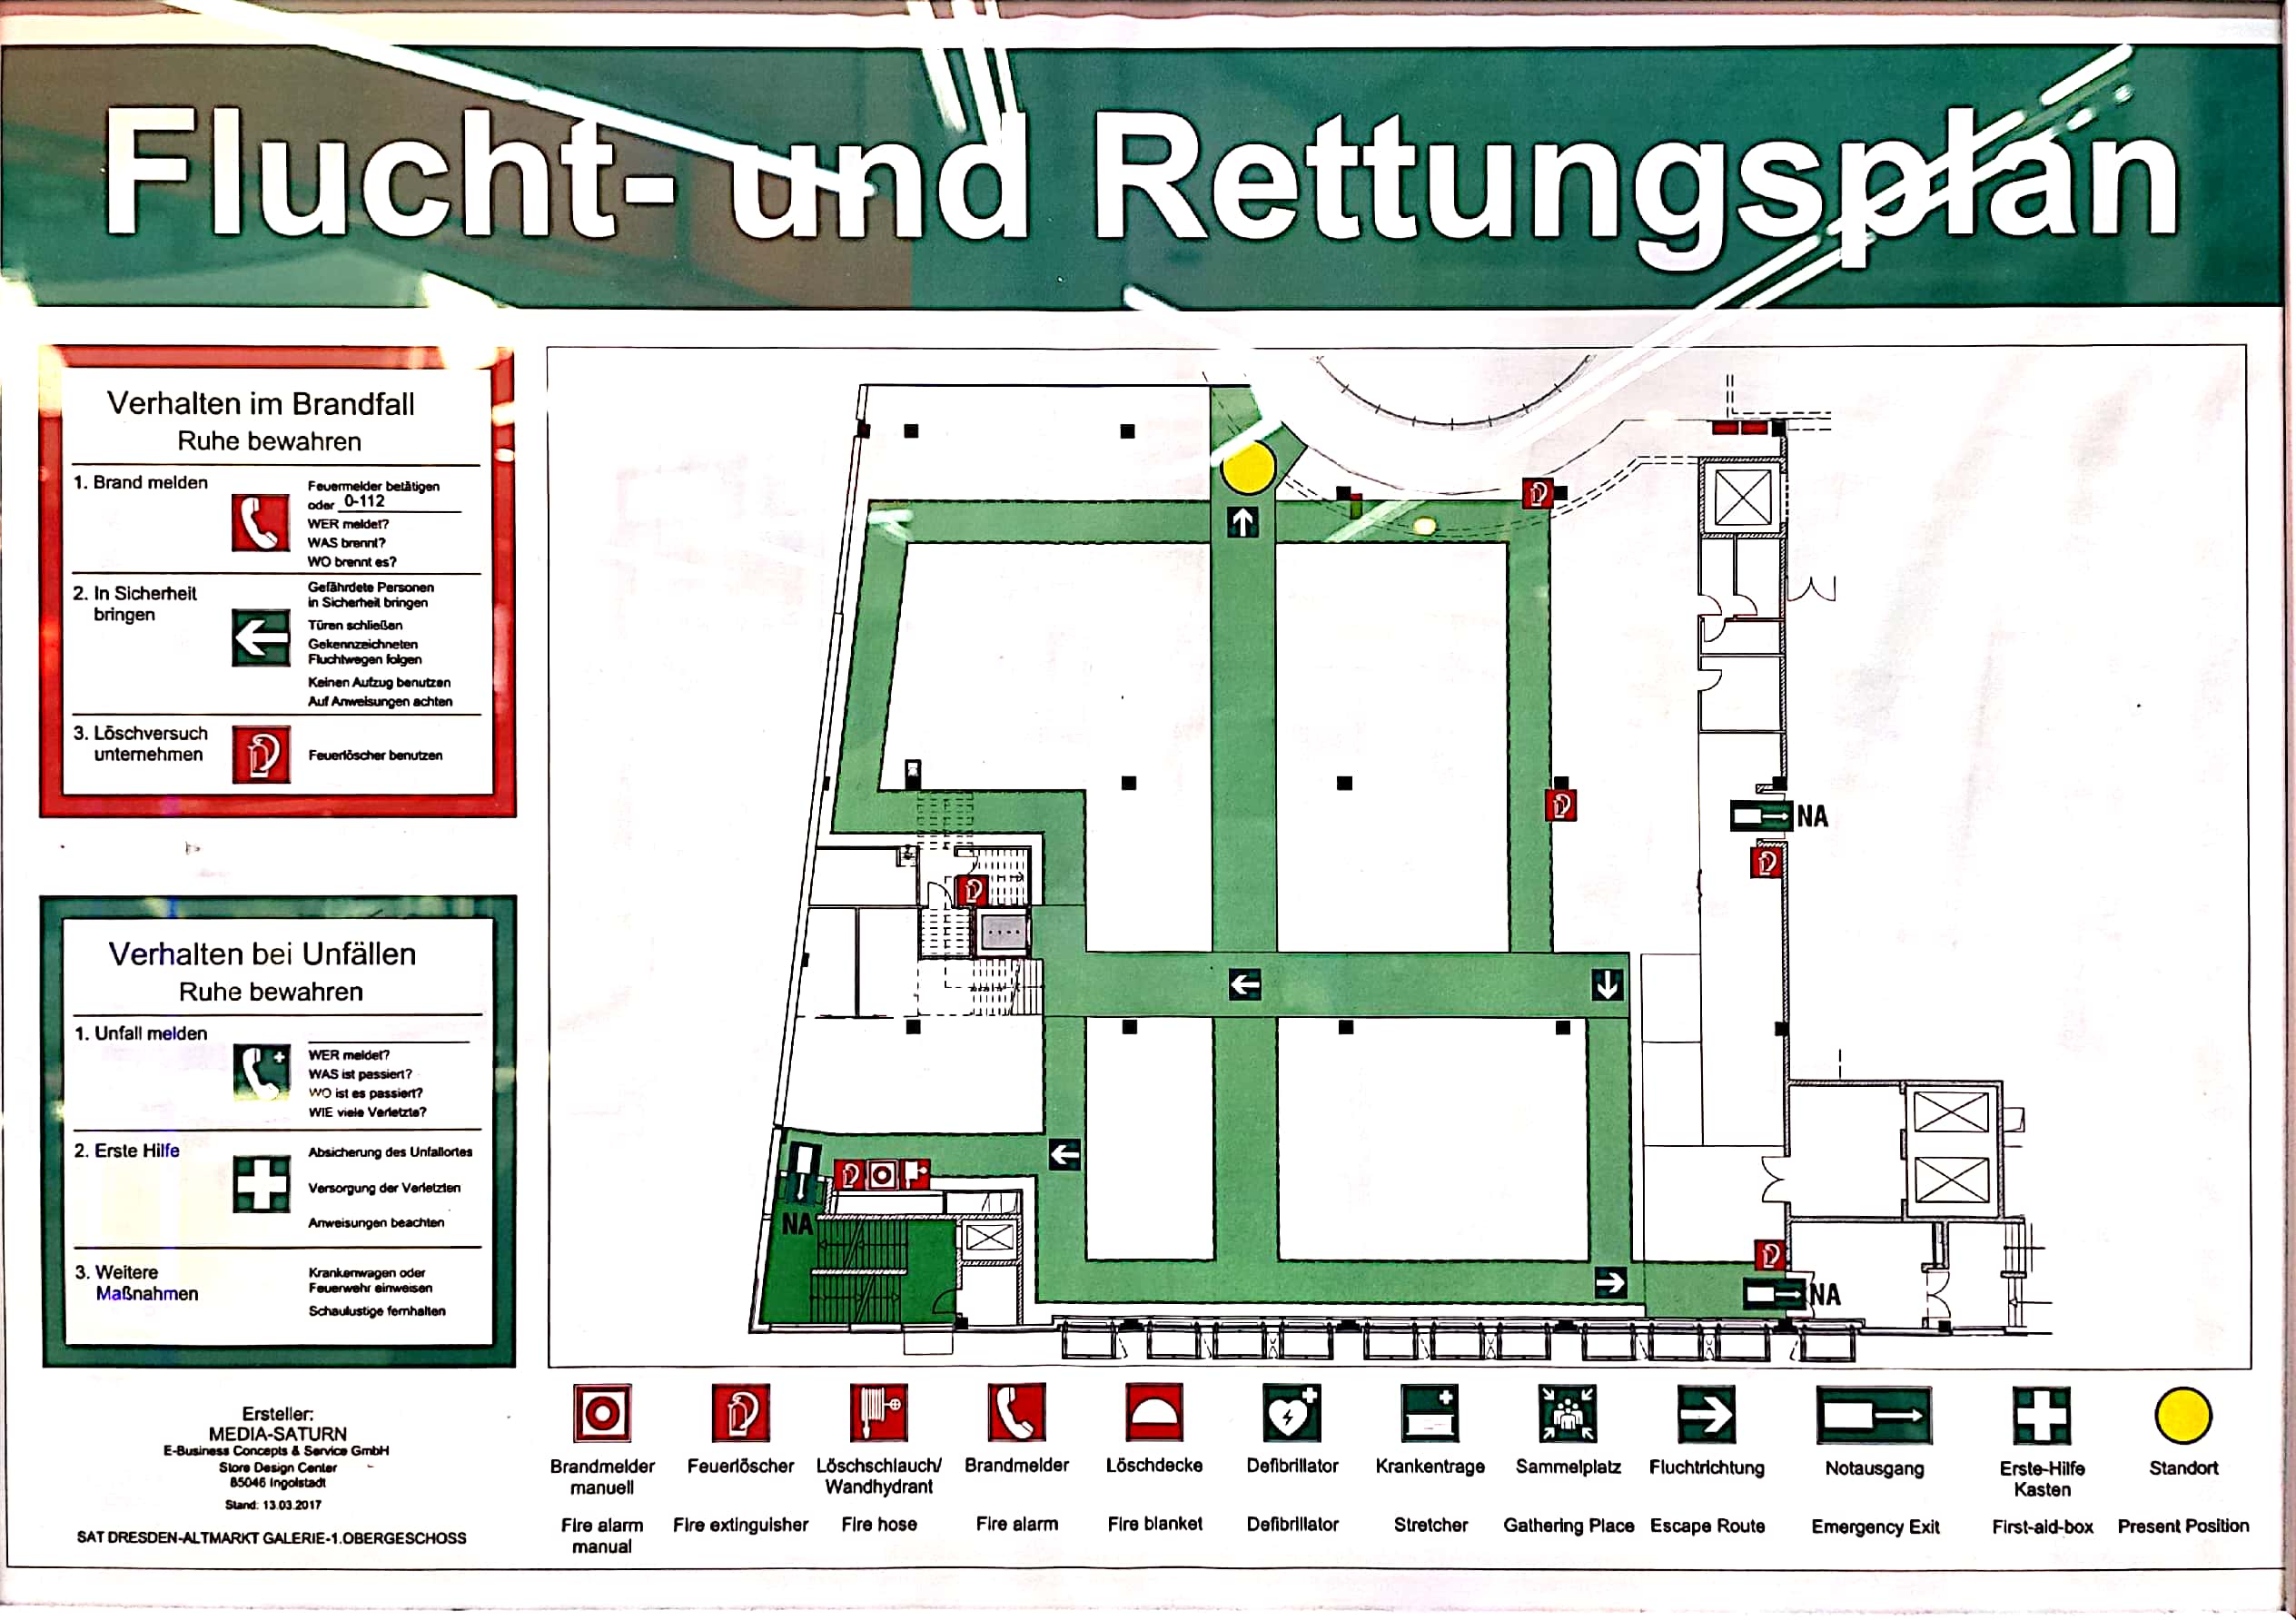 Flucht- und Rettungsplan
Verhalten im Brandfall
Ruhe bewahren
1. Brand melden
Feuermelder betätigen
oder 0-112
WER meldet?
WAS brennt?
WO brennt es?
2. In Sicherheit
bringen
Gefährdete Personen
in Sicherheit bringen
Türen schließen
Gekennzeichneten
Fluchtwegen folgen
Keinen Aufzug benutzen
Auf Anweisungen achten
3. Löschversuch
unternehmen
Feuerlöscher benutzen
Verhalten bei Unfällen
Ruhe bewahren
1. Unfall melden
WER meldet?
WAS ist passiert?
WO ist es passiert?
WIE viele Verletzte?
2. Erste Hilfe
Absicherung des Unfallortes
Versorgung der Verletzten
Anweisungen beachten
3. Weitere
Maßnahmen
Krankenwagen oder
Feuerwehr einweisen
Schaulustige fernhalten
NA
NA
NA
Ersteller:
MEDIA-SATURN
E-Business Concepts & Service GmbH
Store Design Center
85046 Ingolstadt
Stand: 13.03.2017
SAT DRESDEN-ALTMARKT GALERIE-1.OBERGESCHOSS
Brandmelder
manuell
Fire alarm
manual
Feuerlöscher
Fire extinguisher
Löschschlauch/
Wandhydrant
Fire hose
Brandmelder
Fire alarm
Löschdecke
Fire blanket
Defibrillator
Defibrillator
Krankentrage
Stretcher
Sammelplatz
Gathering Place
Fluchtrichtung
Escape Route
Notausgang
Emergency Exit
Erste-Hilfe
Kasten
First-aid-box
Standort
Present Position